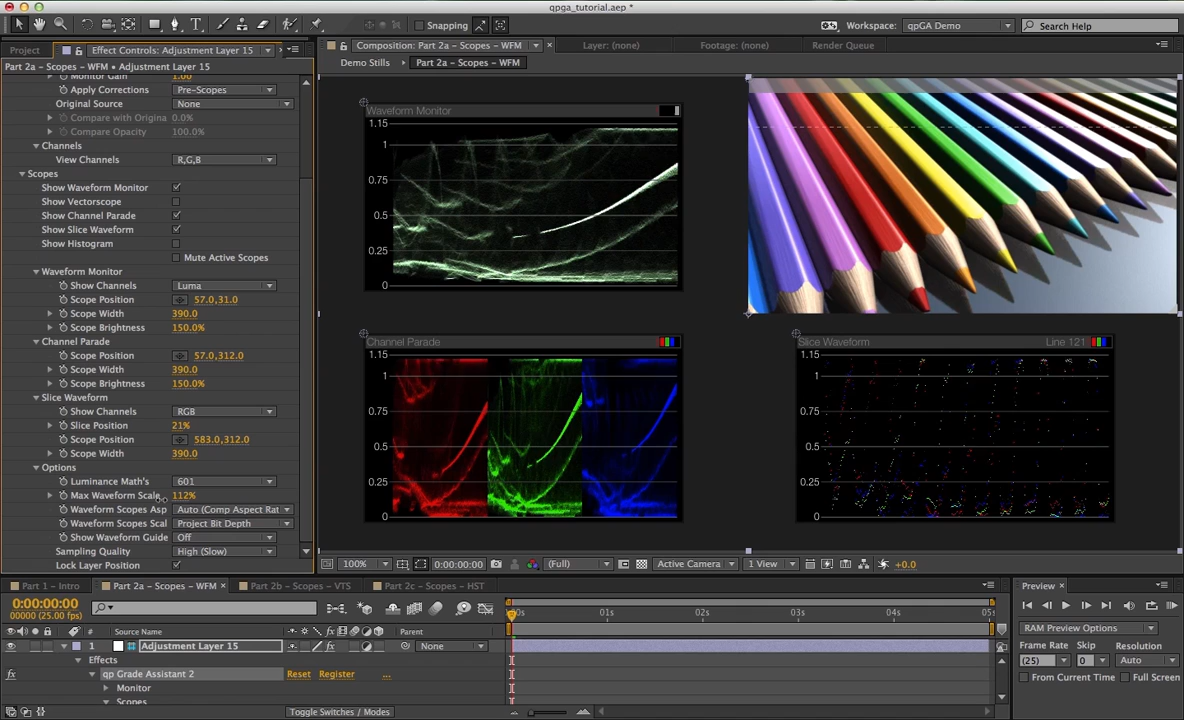 qpga_tutorial.aep *
Snapping
Workspace: qpGA Demo
Search Help
Project
Effect Controls: Adjustment Layer 15
Part 2a – Scopes – WFM • Adjustment Layer 15
Monitor Gain 1.00
Apply Corrections Pre-Scopes
Original Source None
Compare with Origina 0.0%
Compare Opacity 100.0%
Channels
View Channels R,G,B
Scopes
Show Waveform Monitor
Show Vectorscope
Show Channel Parade
Show Slice Waveform
Show Histogram
Mute Active Scopes
Waveform Monitor
Show Channels Luma
Scope Position 57.0,31.0
Scope Width 390.0
Scope Brightness 150.0%
Channel Parade
Scope Position 57.0,312.0
Scope Width 390.0
Scope Brightness 150.0%
Slice Waveform
Show Channels RGB
Slice Position 21%
Scope Position 583.0,312.0
Scope Width 390.0
Options
Luminance Math's 601
Max Waveform Scale 112%
Waveform Scopes Asp Auto (Comp Aspect Rat
Waveform Scopes Scal Project Bit Depth
Show Waveform Guide Off
Sampling Quality High (Slow)
Lock Layer Position
Composition: Part 2a – Scopes – WFM
Layer: (none)
Footage: (none)
Render Queue
Demo Stills
Part 2a – Scopes – WFM
Waveform Monitor
1.15
1
0.75
0.5
0.25
0
Channel Parade
1.15
1
0.75
0.5
0.25
0
Slice Waveform Line 121
1.15
1
0.75
0.5
0.25
0
100%
0:00:00:00
(Full)
Active Camera
1 View
+0.0
Part 1 – Intro
Part 2a – Scopes – WFM
Part 2b – Scopes – VTS
Part 2c – Scopes – HST
0:00:00:00
00000 (25.00 fps)
01s
02s
03s
04s
# Source Name
Parent
1 Adjustment Layer 15
None
Effects
fx qp Grade Assistant 2 Reset Register ...
Monitor
Scopes
Toggle Switches / Modes
Preview
RAM Preview Options
Frame Rate Skip Resolution
(25) 0 Auto
From Current Time Full Screen